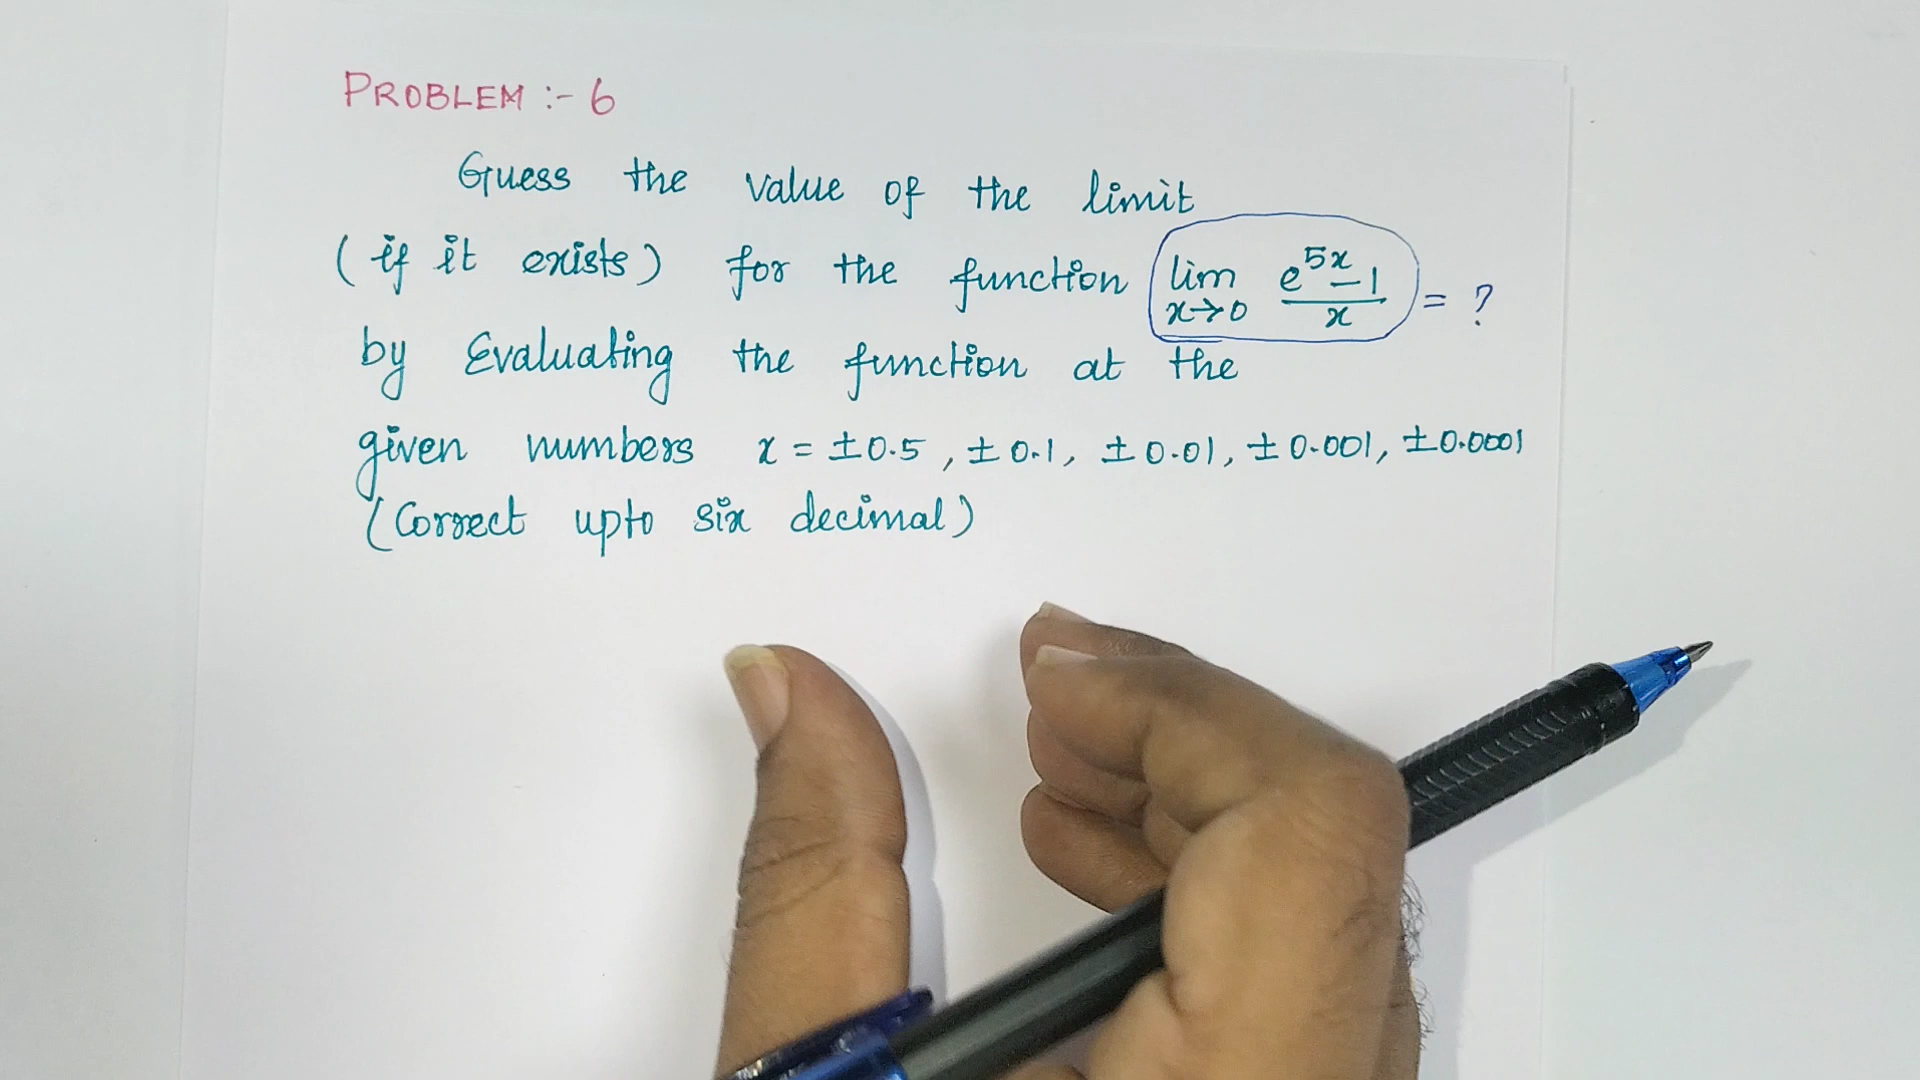 PROBLEM :- 6
Guess the value of the limit
(if it exists) for the function lim x→0 e^5x-1/x = ?
by Evaluating the function at the
given numbers x = ±0.5, ±0.1, ±0.01, ±0.001, ±0.0001
(Correct upto six decimal)